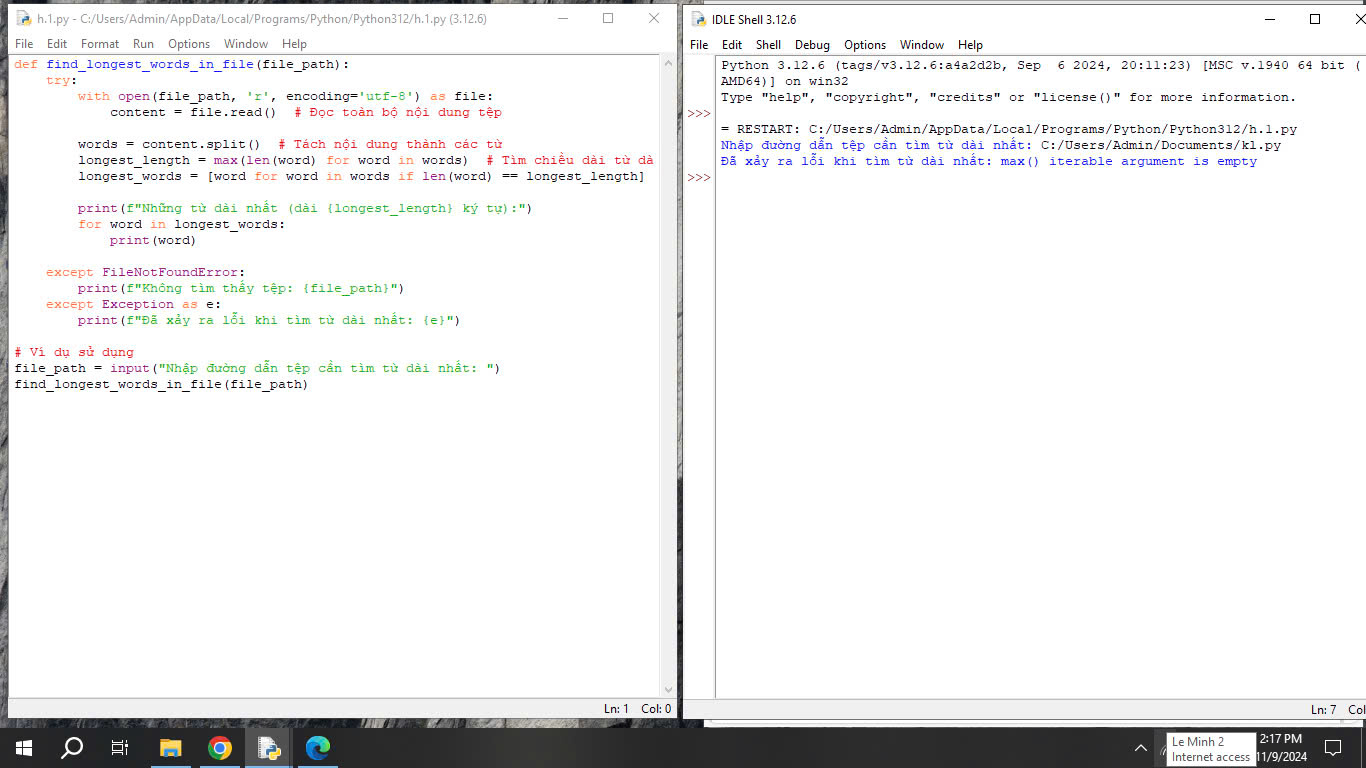 h.1.py - C:/Users/Admin/AppData/Local/Programs/Python/Python312/h.1.py (3.12.6)
File Edit Format Run Options Window Help
def find_longest_words_in_file(file_path):
    try:
        with open(file_path, 'r', encoding='utf-8') as file:
            content = file.read()  # Đọc toàn bộ nội dung tệp

        words = content.split()  # Tách nội dung thành các từ
        longest_length = max(len(word) for word in words)  # Tìm chiều dài từ dà
        longest_words = [word for word in words if len(word) == longest_length]

        print(f"Những từ dài nhất (dài {longest_length} ký tự):")
        for word in longest_words:
            print(word)

    except FileNotFoundError:
        print(f"Không tìm thấy tệp: {file_path}")
    except Exception as e:
        print(f"Đã xảy ra lỗi khi tìm từ dài nhất: {e}")

# Ví dụ sử dụng
file_path = input("Nhập đường dẫn tệp cần tìm từ dài nhất: ")
find_longest_words_in_file(file_path)
Ln: 1 Col: 0
IDLE Shell 3.12.6
File Edit Shell Debug Options Window Help
Python 3.12.6 (tags/v3.12.6:a4a2d2b, Sep  6 2024, 20:11:23) [MSC v.1940 64 bit (
AMD64)] on win32
Type "help", "copyright", "credits" or "license()" for more information.
>>>
= RESTART: C:/Users/Admin/AppData/Local/Programs/Python/Python312/h.1.py
Nhập đường dẫn tệp cần tìm từ dài nhất: C:/Users/Admin/Documents/kl.py
Đã xảy ra lỗi khi tìm từ dài nhất: max() iterable argument is empty
>>>
Ln: 7 Col
Le Minh 2
Internet access
2:17 PM
11/9/2024